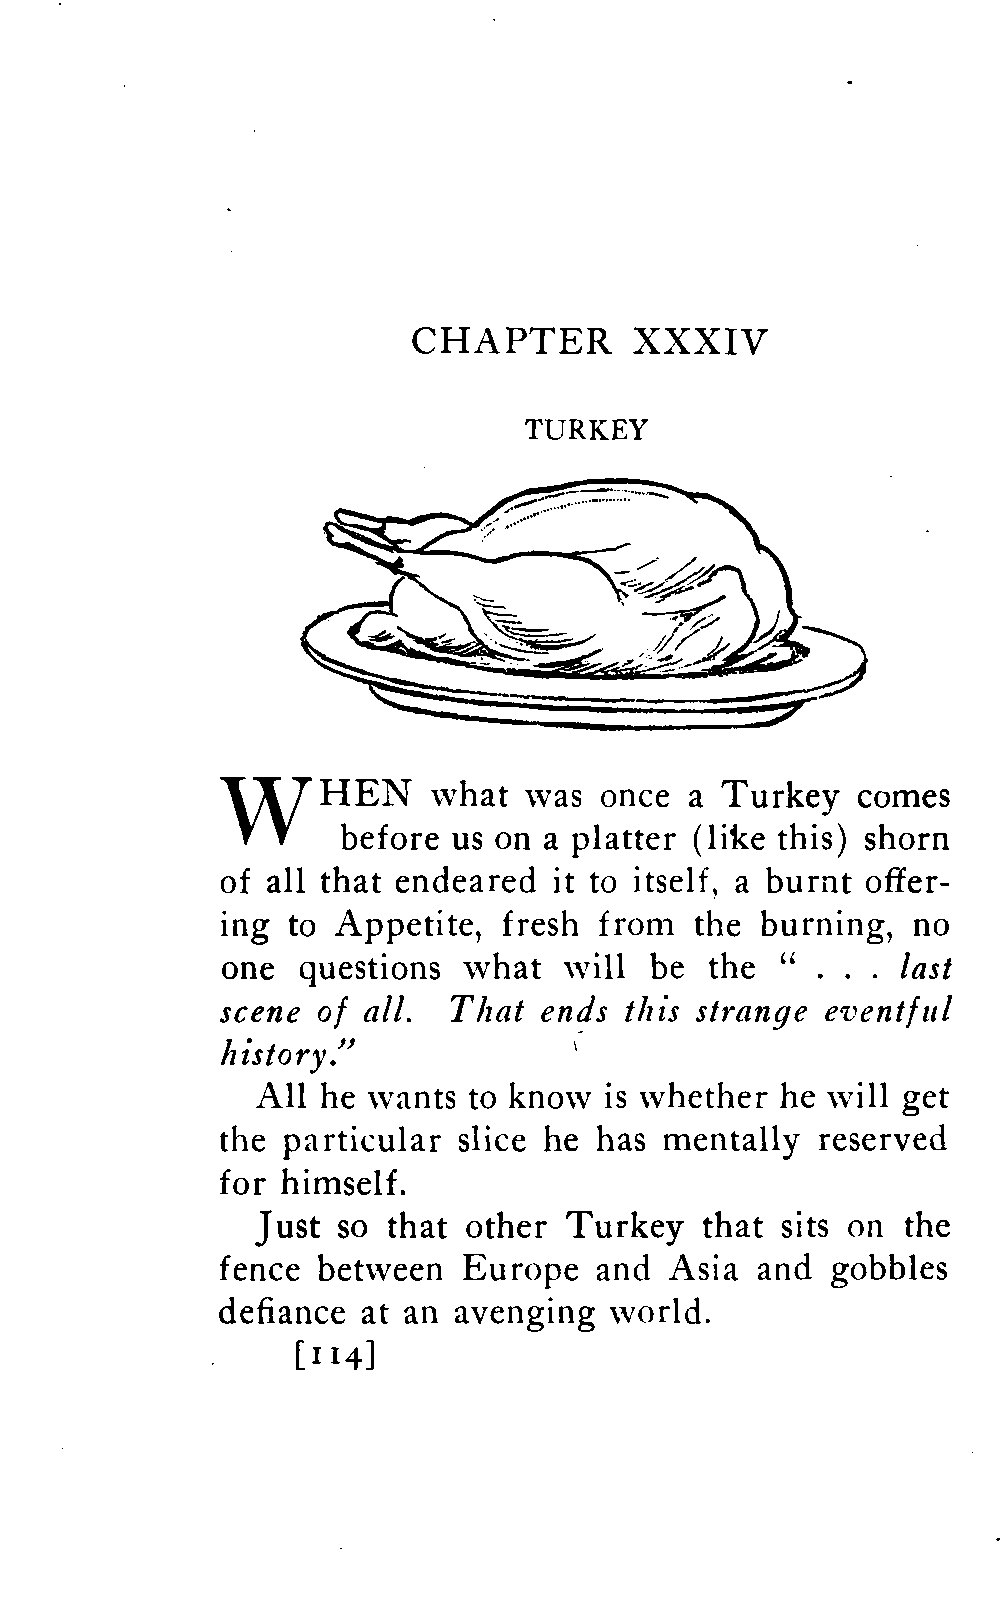 CHAPTER XXXIV
TURKEY
WHEN what was once a Turkey comes
before us on a platter (like this) shorn
of all that endeared it to itself, a burnt offer-
ing to Appetite, fresh from the burning, no
one questions what will be the “ . . . last
scene of all. That ends this strange eventful
history.”
All he wants to know is whether he will get
the particular slice he has mentally reserved
for himself.
Just so that other Turkey that sits on the
fence between Europe and Asia and gobbles
defiance at an avenging world.
[114]